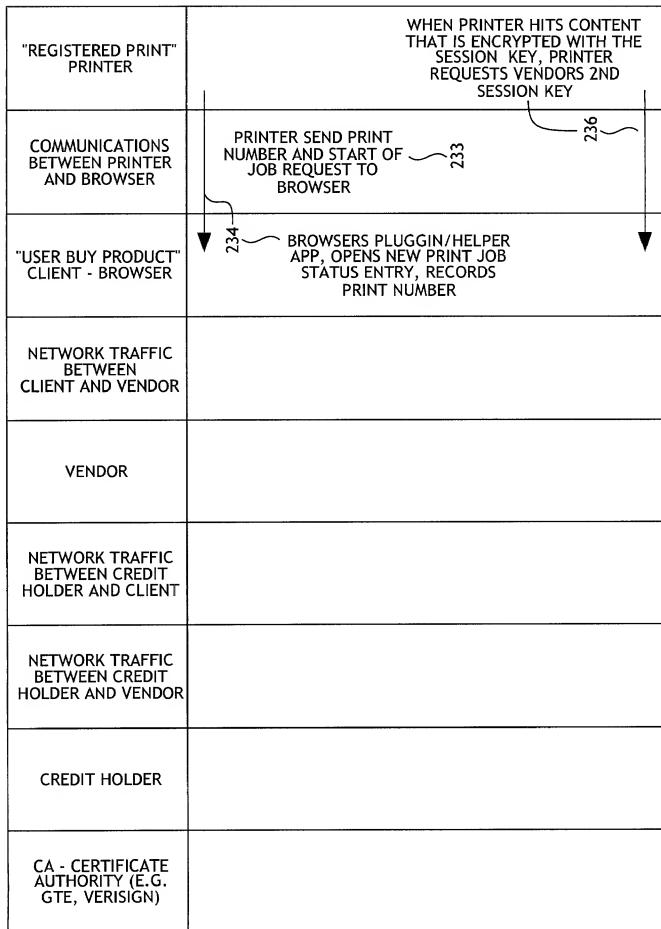 "REGISTERED PRINT"
PRINTER
WHEN PRINTER HITS CONTENT
THAT IS ENCRYPTED WITH THE
SESSION KEY, PRINTER
REQUESTS VENDORS 2ND
SESSION KEY
236
COMMUNICATIONS
BETWEEN PRINTER
AND BROWSER
PRINTER SEND PRINT
NUMBER AND START OF
JOB REQUEST TO
BROWSER
233
"USER BUY PRODUCT"
CLIENT - BROWSER
234
BROWSERS PLUGGIN/HELPER
APP, OPENS NEW PRINT JOB
STATUS ENTRY, RECORDS
PRINT NUMBER
NETWORK TRAFFIC
BETWEEN
CLIENT AND VENDOR
VENDOR
NETWORK TRAFFIC
BETWEEN CREDIT
HOLDER AND CLIENT
NETWORK TRAFFIC
BETWEEN CREDIT
HOLDER AND VENDOR
CREDIT HOLDER
CA - CERTIFICATE
AUTHORITY (E.G.
GTE, VERISIGN)